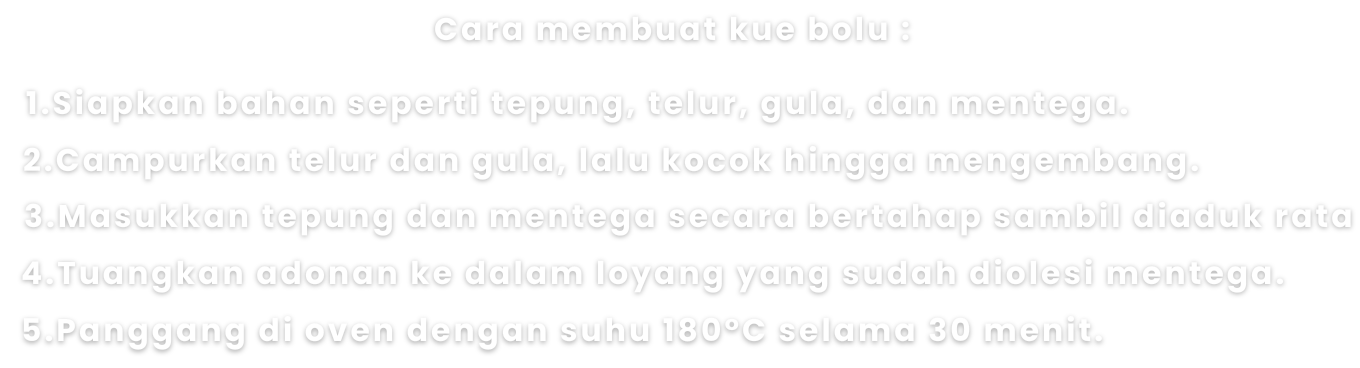 Cara membuat kue bolu :
1.Siapkan bahan seperti tepung, telur, gula, dan mentega.
2.Campurkan telur dan gula, lalu kocok hingga mengembang.
3.Masukkan tepung dan mentega secara bertahap sambil diaduk rata
4.Tuangkan adonan ke dalam loyang yang sudah diolesi mentega.
5.Panggang di oven dengan suhu 180°C selama 30 menit.